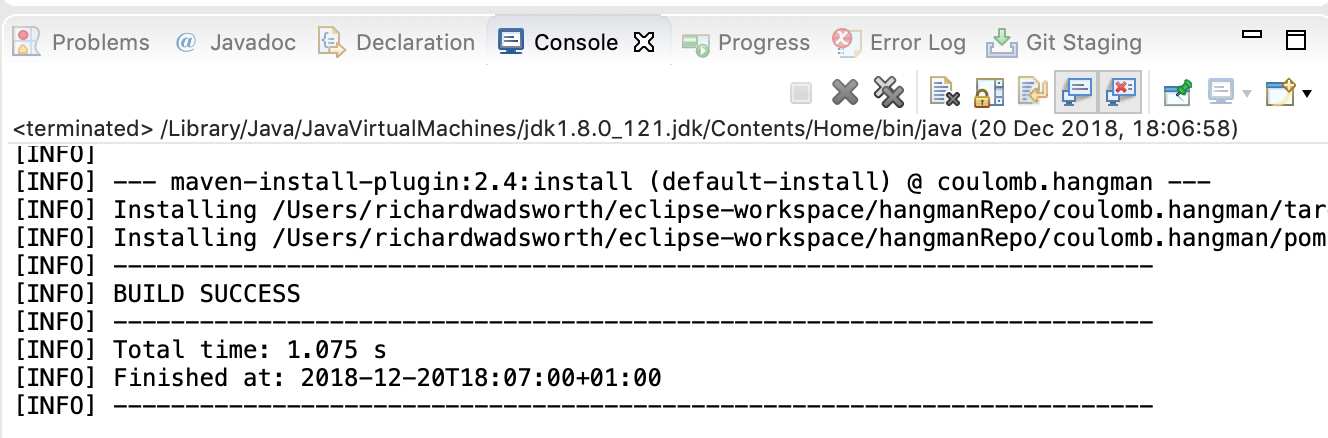 Problems @ Javadoc Declaration Console Progress Error Log Git Staging
<terminated> /Library/Java/JavaVirtualMachines/jdk1.8.0_121.jdk/Contents/Home/bin/java (20 Dec 2018, 18:06:58)
[INFO]
[INFO] --- maven-install-plugin:2.4:install (default-install) @ coulomb.hangman ---
[INFO] Installing /Users/richardwadsworth/eclipse-workspace/hangmanRepo/coulomb.hangman/tar
[INFO] Installing /Users/richardwadsworth/eclipse-workspace/hangmanRepo/coulomb.hangman/pom
[INFO] ------------------------------------------------------------------------
[INFO] BUILD SUCCESS
[INFO] ------------------------------------------------------------------------
[INFO] Total time: 1.075 s
[INFO] Finished at: 2018-12-20T18:07:00+01:00
[INFO] ------------------------------------------------------------------------